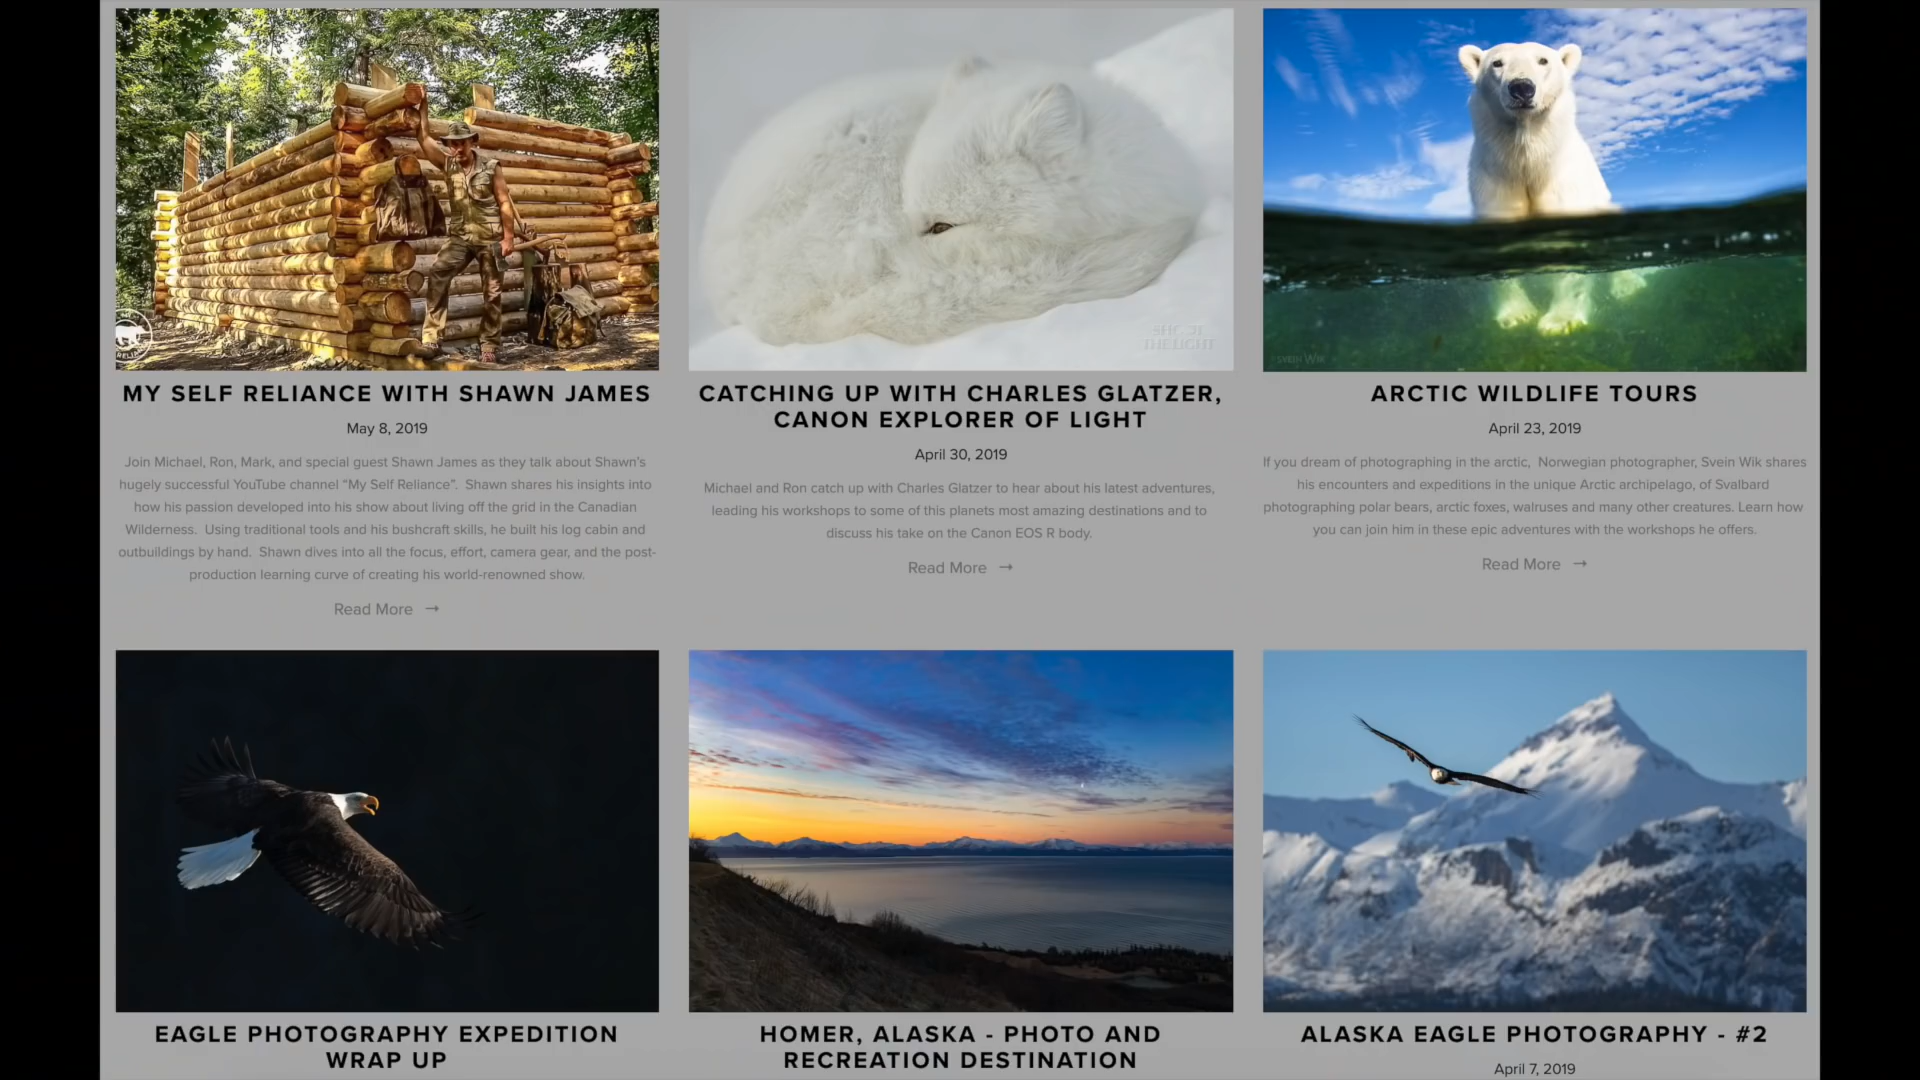 MY SELF RELIANCE WITH SHAWN JAMES
May 8, 2019
Join Michael, Ron, Mark, and special guest Shawn James as they talk about Shawn's
hugely successful YouTube channel "My Self Reliance".  Shawn shares his insights into
how his passion developed into his show about living off the grid in the Canadian
Wilderness.  Using traditional tools and his bushcraft skills, he built his log cabin and
outbuildings by hand.  Shawn dives into all the focus, effort, camera gear, and the post-
production learning curve of creating his world-renowned show.
Read More →
SHOOT
THE LIGHT
CATCHING UP WITH CHARLES GLATZER,
CANON EXPLORER OF LIGHT
April 30, 2019
Michael and Ron catch up with Charles Glatzer to hear about his latest adventures,
leading his workshops to some of this planets most amazing destinations and to
discuss his take on the Canon EOS R body.
Read More →
SVEIN WIK
ARCTIC WILDLIFE TOURS
April 23, 2019
If you dream of photographing in the arctic,  Norwegian photographer, Svein Wik shares
his encounters and expeditions in the unique Arctic archipelago, of Svalbard
photographing polar bears, arctic foxes, walruses and many other creatures. Learn how
you can join him in these epic adventures with the workshops he offers.
Read More →
EAGLE PHOTOGRAPHY EXPEDITION
WRAP UP
HOMER, ALASKA - PHOTO AND
RECREATION DESTINATION
ALASKA EAGLE PHOTOGRAPHY - #2
April 7, 2019